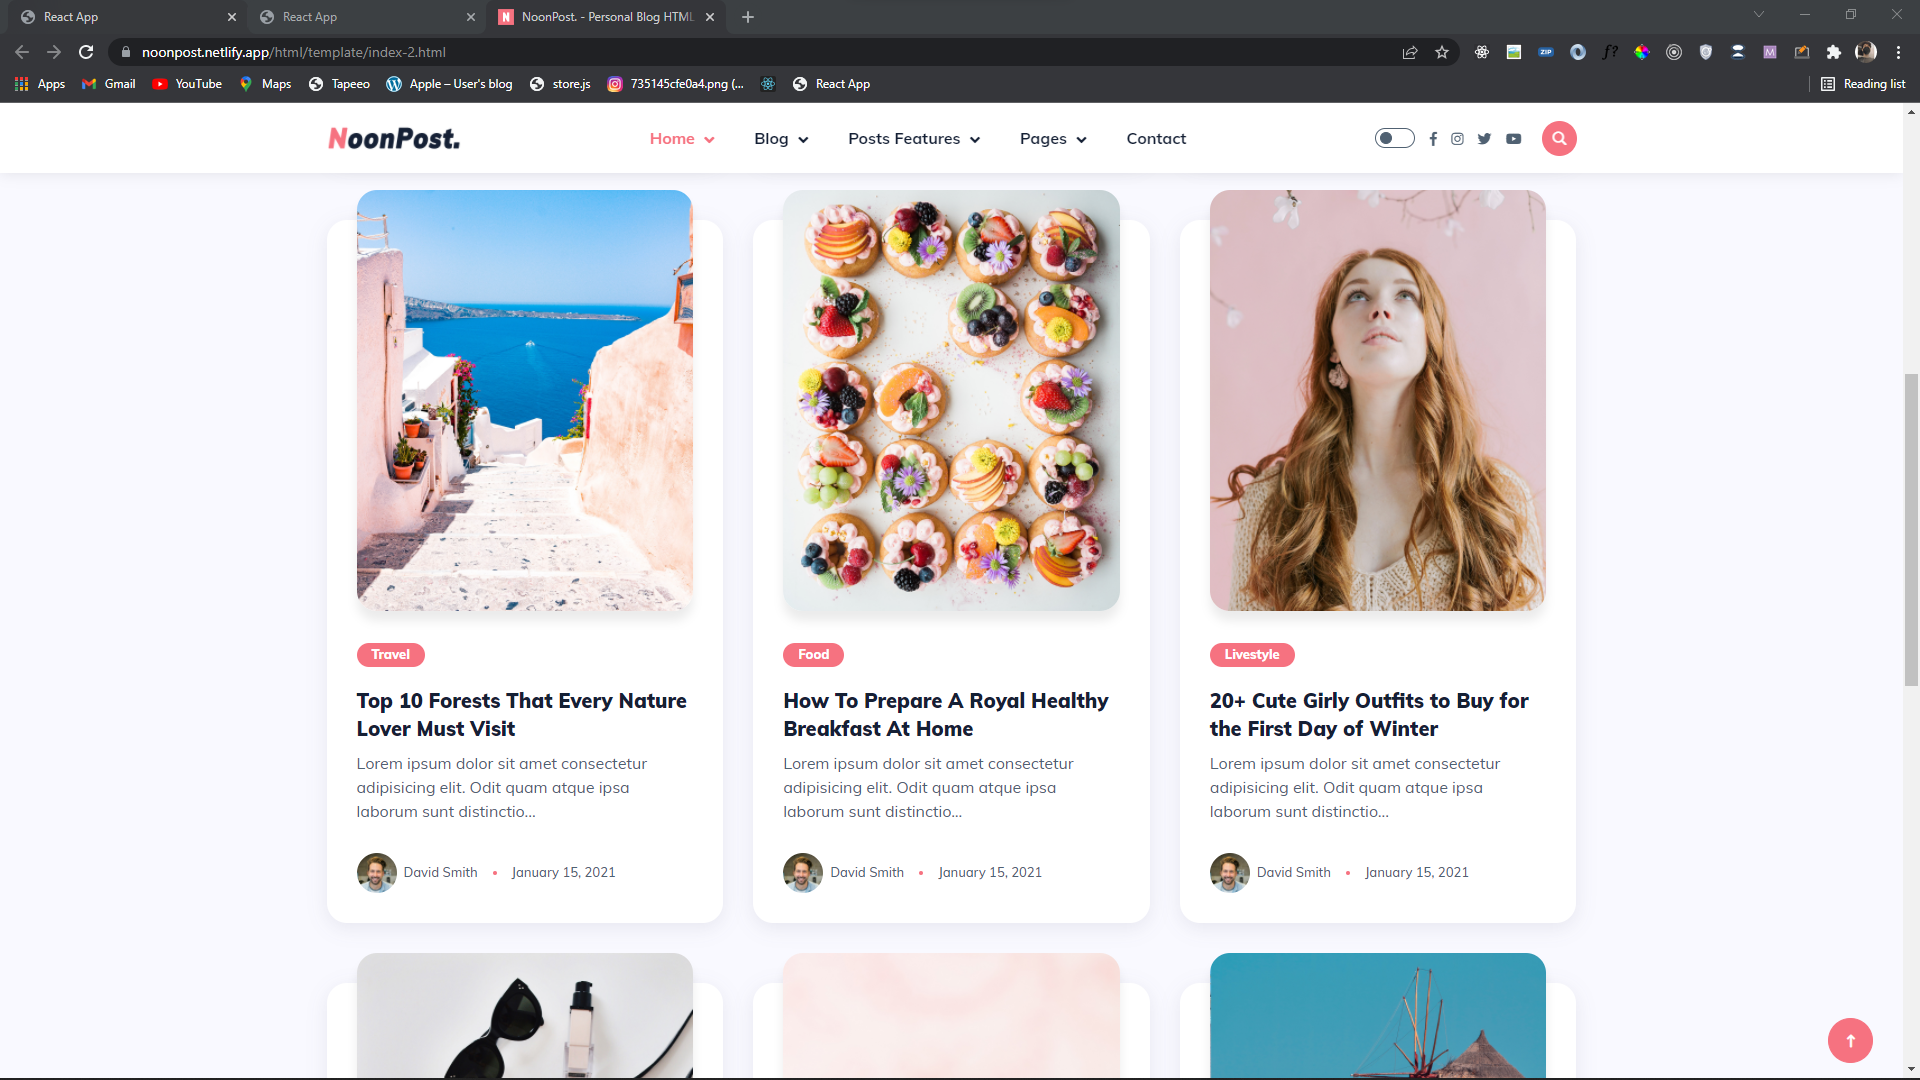 React App
React App
NoonPost. - Personal Blog HTML
noonpost.netlify.app/html/template/index-2.html
ZIP
f?
M
Apps
Gmail
YouTube
Maps
Tapeeo
Apple – User's blog
store.js
735145cfe0a4.png (...
React App
Reading list
NoonPost.
Home
Blog
Posts Features
Pages
Contact
Travel
Top 10 Forests That Every Nature
Lover Must Visit
Lorem ipsum dolor sit amet consectetur
adipisicing elit. Odit quam atque ipsa
laborum sunt distinctio...
David Smith • January 15, 2021
Food
How To Prepare A Royal Healthy
Breakfast At Home
Lorem ipsum dolor sit amet consectetur
adipisicing elit. Odit quam atque ipsa
laborum sunt distinctio...
David Smith • January 15, 2021
Livestyle
20+ Cute Girly Outfits to Buy for
the First Day of Winter
Lorem ipsum dolor sit amet consectetur
adipisicing elit. Odit quam atque ipsa
laborum sunt distinctio...
David Smith • January 15, 2021